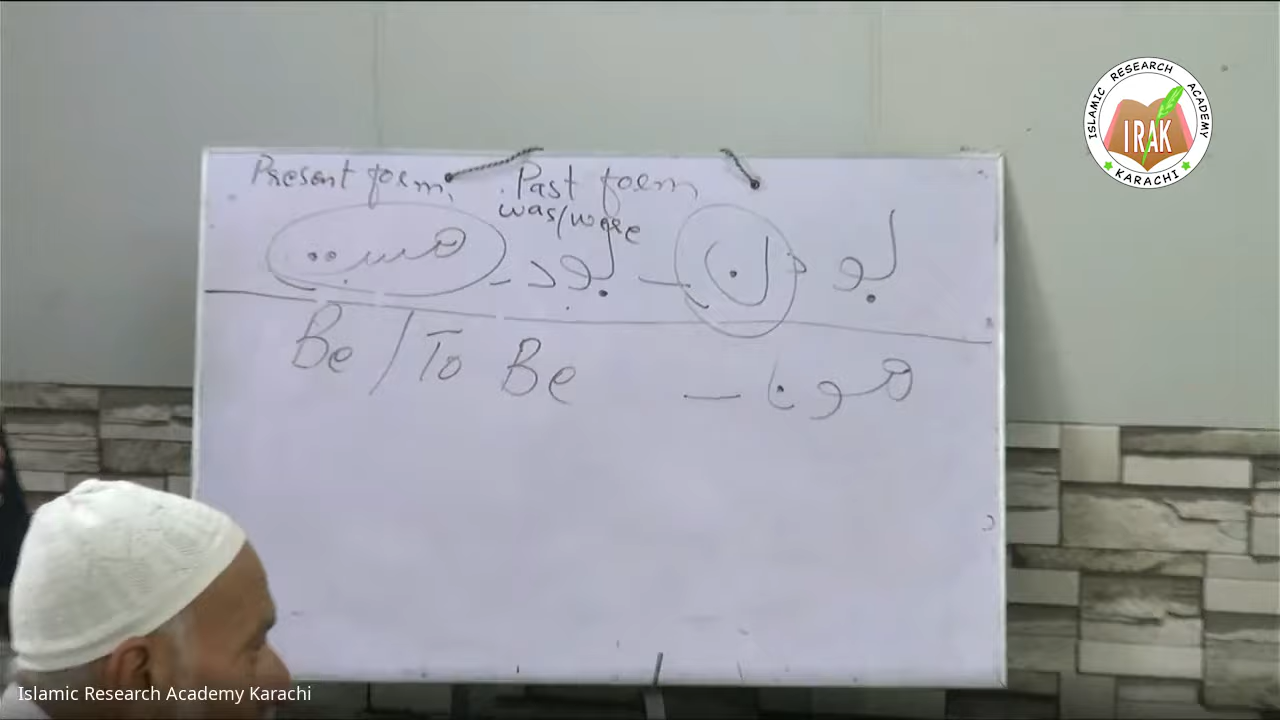 ISLAMIC RESEARCH ACADEMY
IRAK
KARACHI
Present form Past form
was/were
بودن - بود - ہست
ہونا - Be / To Be
Islamic Research Academy Karachi